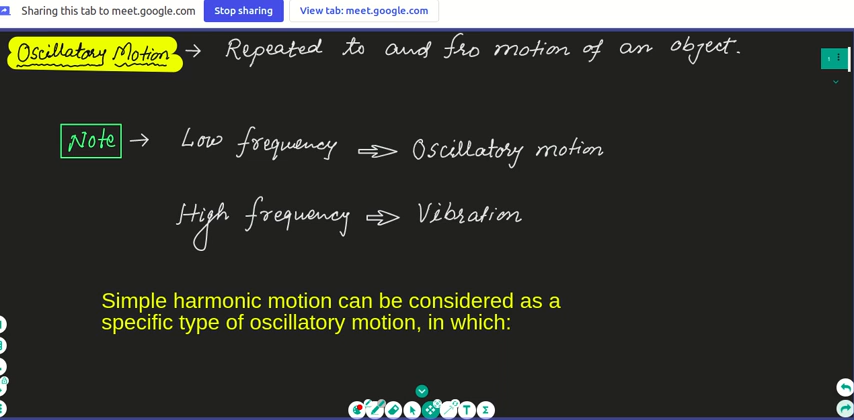 Sharing this tab to meet.google.com Stop sharing View tab: meet.google.com
Oscillatory Motion → Repeated to and fro motion of an object.
1
Note → Low frequency ⇒ Oscillatory motion
High frequency ⇒ Vibration
Simple harmonic motion can be considered as a
specific type of oscillatory motion, in which:
T Σ